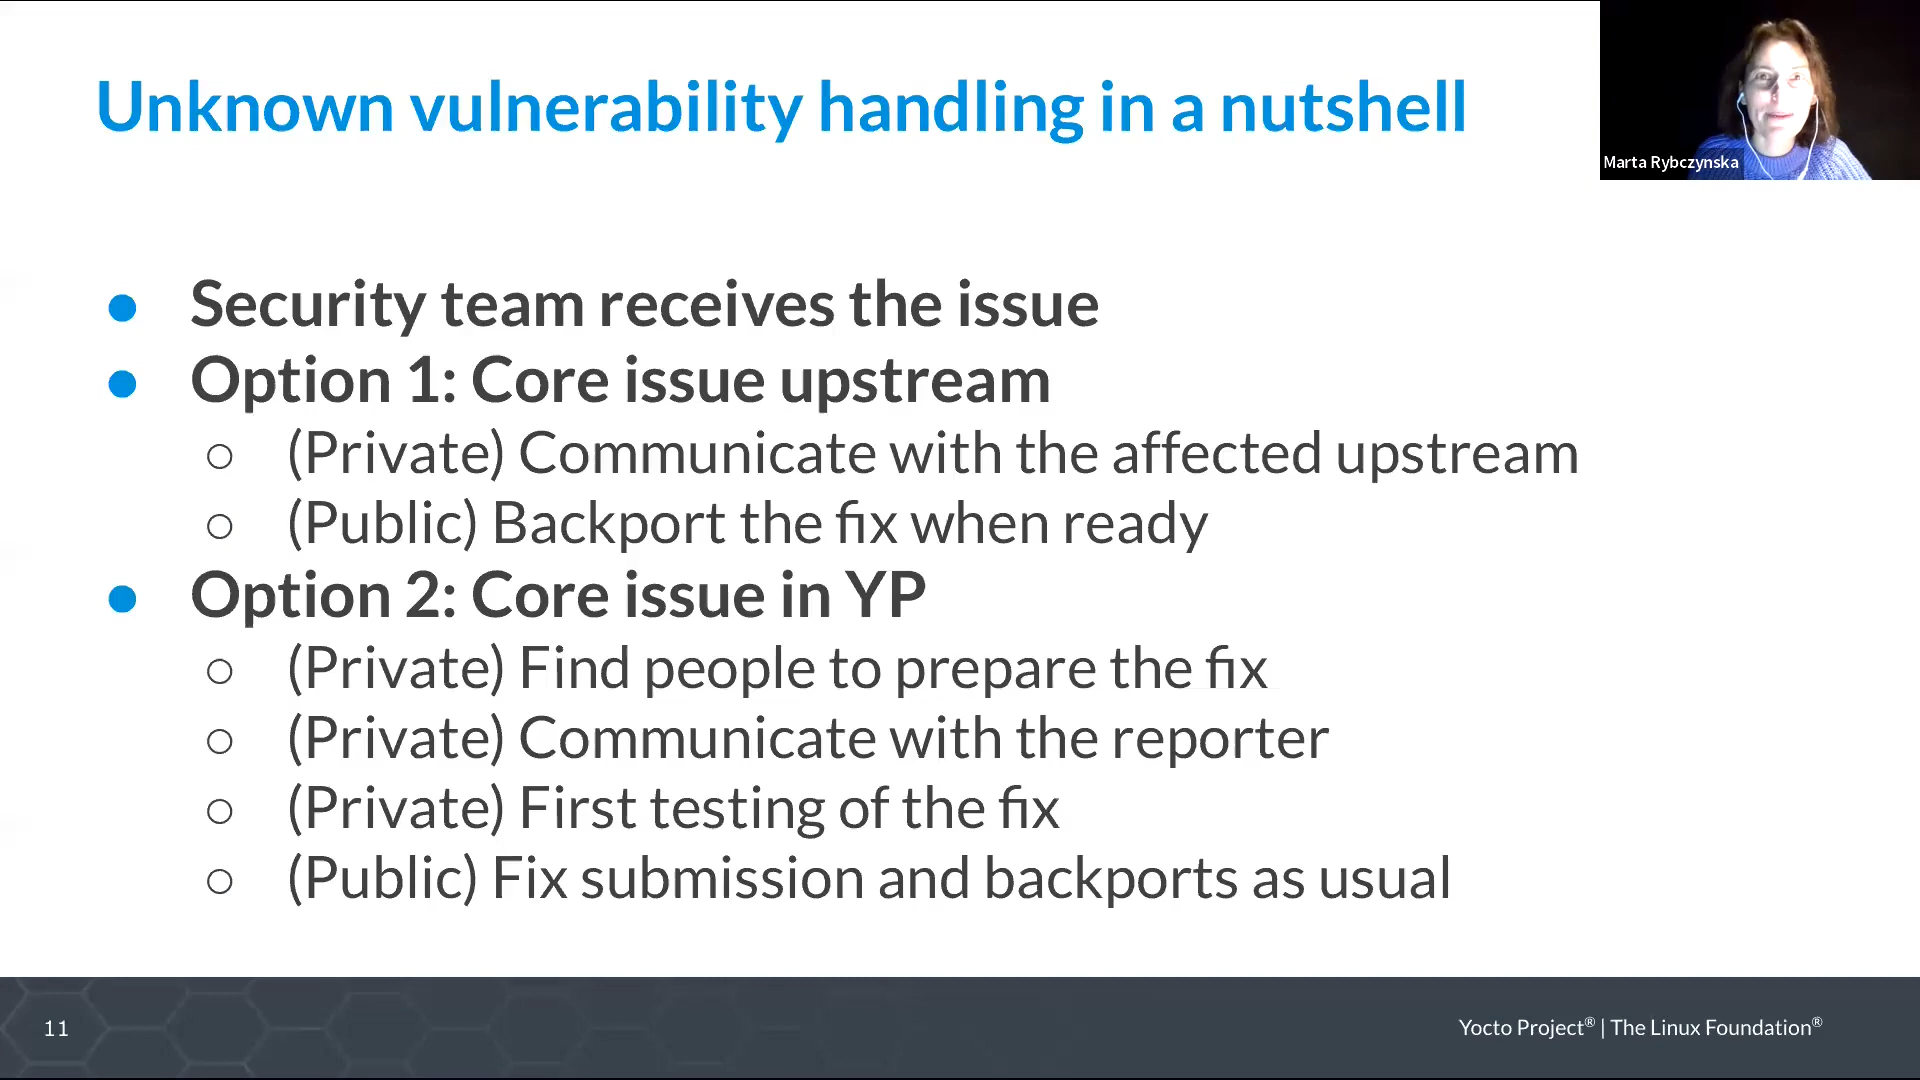 Unknown vulnerability handling in a nutshell
Marta Rybczynska
● Security team receives the issue
● Option 1: Core issue upstream
○ (Private) Communicate with the affected upstream
○ (Public) Backport the fix when ready
● Option 2: Core issue in YP
○ (Private) Find people to prepare the fix
○ (Private) Communicate with the reporter
○ (Private) First testing of the fix
○ (Public) Fix submission and backports as usual
11
Yocto Project® | The Linux Foundation®